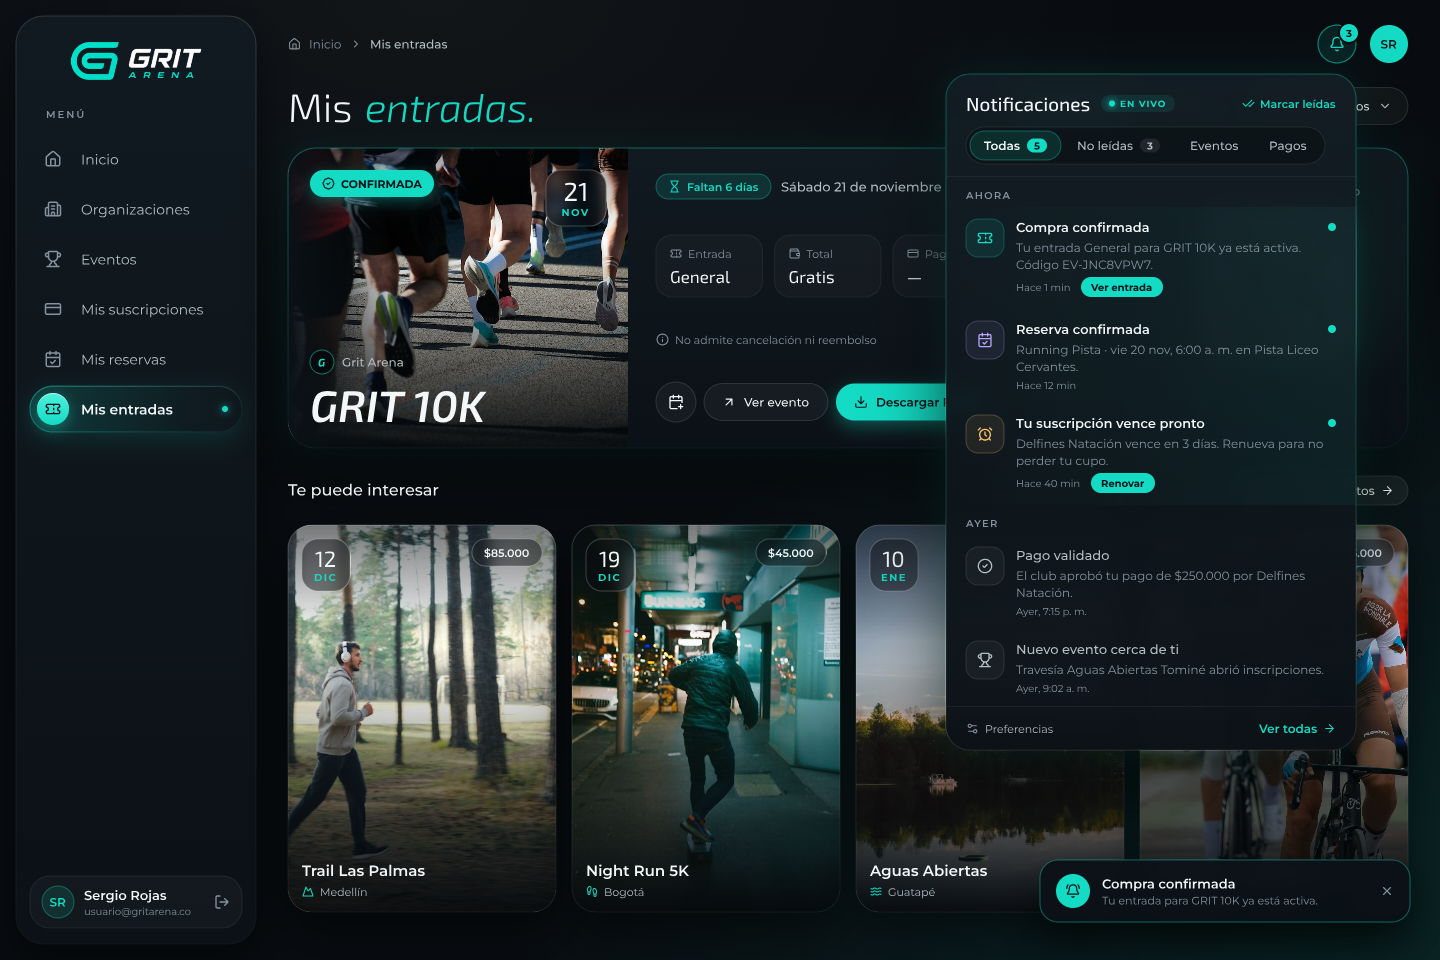 GRIT
ARENA
MENÚ
Inicio
Organizaciones
Eventos
Mis suscripciones
Mis reservas
Mis entradas
SR
Sergio Rojas
usuario@gritarena.co
Inicio > Mis entradas
3
SR
Mis entradas.
CONFIRMADA
21
NOV
Grit Arena
GRIT 10K
Faltan 6 días
Sábado 21 de noviembre
Entrada
General
Total
Gratis
Pag
—
No admite cancelación ni reembolso
Ver evento
Descargar
Te puede interesar
12
DIC
$85.000
Trail Las Palmas
Medellín
19
DIC
$45.000
Night Run 5K
Bogotá
10
ENE
Aguas Abiertas
Guatapé
.000
os
tos
Notificaciones
EN VIVO
Marcar leídas
Todas 5
No leídas 3
Eventos
Pagos
AHORA
Compra confirmada
Tu entrada General para GRIT 10K ya está activa.
Código EV-JNC8VPW7.
Hace 1 min
Ver entrada
Reserva confirmada
Running Pista · vie 20 nov, 6:00 a. m. en Pista Liceo
Cervantes.
Hace 12 min
Tu suscripción vence pronto
Delfines Natación vence en 3 días. Renueva para no
perder tu cupo.
Hace 40 min
Renovar
AYER
Pago validado
El club aprobó tu pago de $250.000 por Delfines
Natación.
Ayer, 7:15 p. m.
Nuevo evento cerca de ti
Travesía Aguas Abiertas Tominé abrió inscripciones.
Ayer, 9:02 a. m.
Preferencias
Ver todas
Compra confirmada
Tu entrada para GRIT 10K ya está activa.